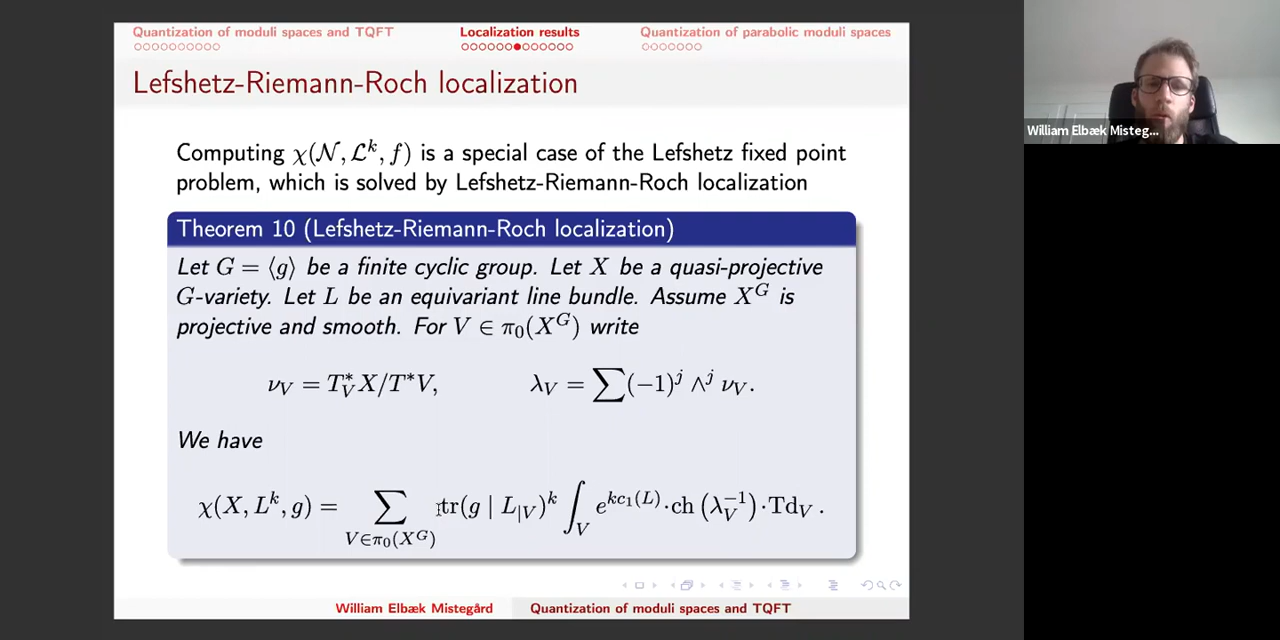 Quantization of moduli spaces and TQFT Localization results Quantization of parabolic moduli spaces
Lefshetz-Riemann-Roch localization
Computing χ(𝒩, ℒᵏ, f) is a special case of the Lefshetz fixed point
problem, which is solved by Lefshetz-Riemann-Roch localization
Theorem 10 (Lefshetz-Riemann-Roch localization)
Let G = ⟨g⟩ be a finite cyclic group. Let X be a quasi-projective
G-variety. Let L be an equivariant line bundle. Assume X^G is
projective and smooth. For V ∈ π₀(X^G) write
ν_V = T*_V X/T*V, λ_V = ∑(−1)^j ∧^j ν_V.
We have
χ(X, L^k, g) = ∑_{V∈π₀(X^G)} tr(g | L_{|V})^k ∫_V e^{kc₁(L)} · ch(λ_V^{-1}) · Td_V.
William Elbæk Mistegård Quantization of moduli spaces and TQFT
William Elbæk Misteg...